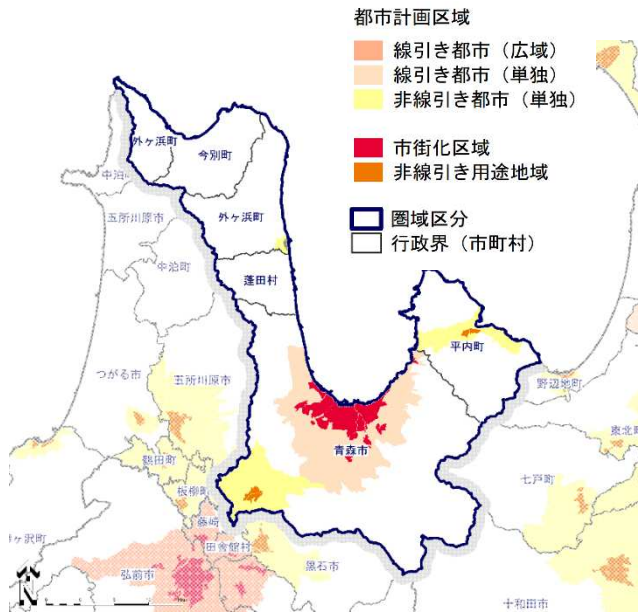 都市計画区域
線引き都市（広域）
線引き都市（単独）
非線引き都市（単独）
市街化区域
非線引き用途地域
圏域区分
行政界（市町村）
外ヶ浜町
今別町
中泊
五所川原市
外ヶ浜町
中泊町
蓬田村
平内町
つがる市
五所川原市
野辺地町
青森市
東北町
鶴田町
板柳町
七戸町
藤崎
田舎館村
弘前市
黒石市
十和田市